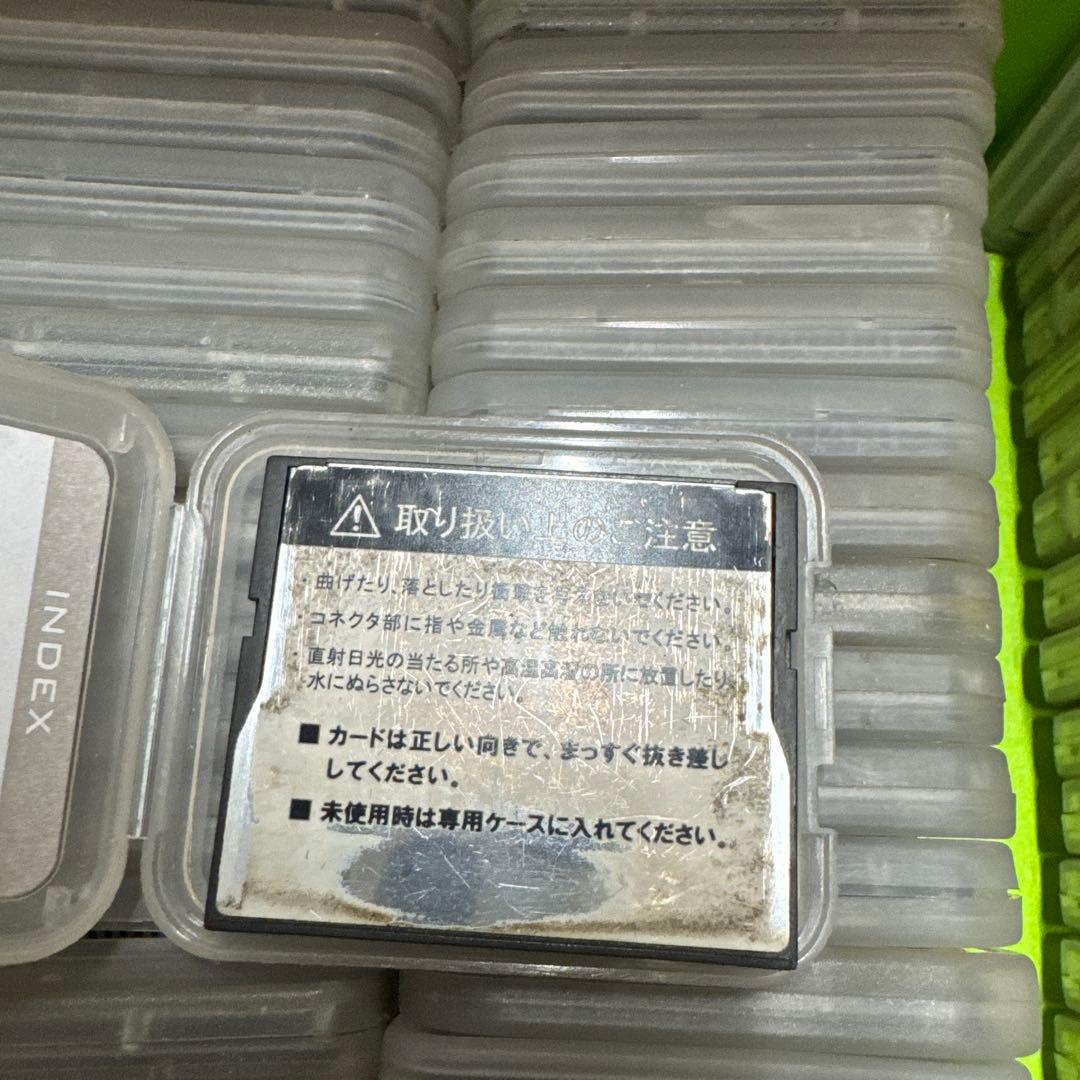 取り扱い上のご注意
・曲げたり、落としたり衝撃を与えないでください。
・コネクタ部に指や金属など触れないでください。
・直射日光の当たる所や高温高湿の所に放置したり、
水にぬらさないでください。
■ カードは正しい向きで、まっすぐ抜き差し
してください。
■ 未使用時は専用ケースに入れてください。
INDEX